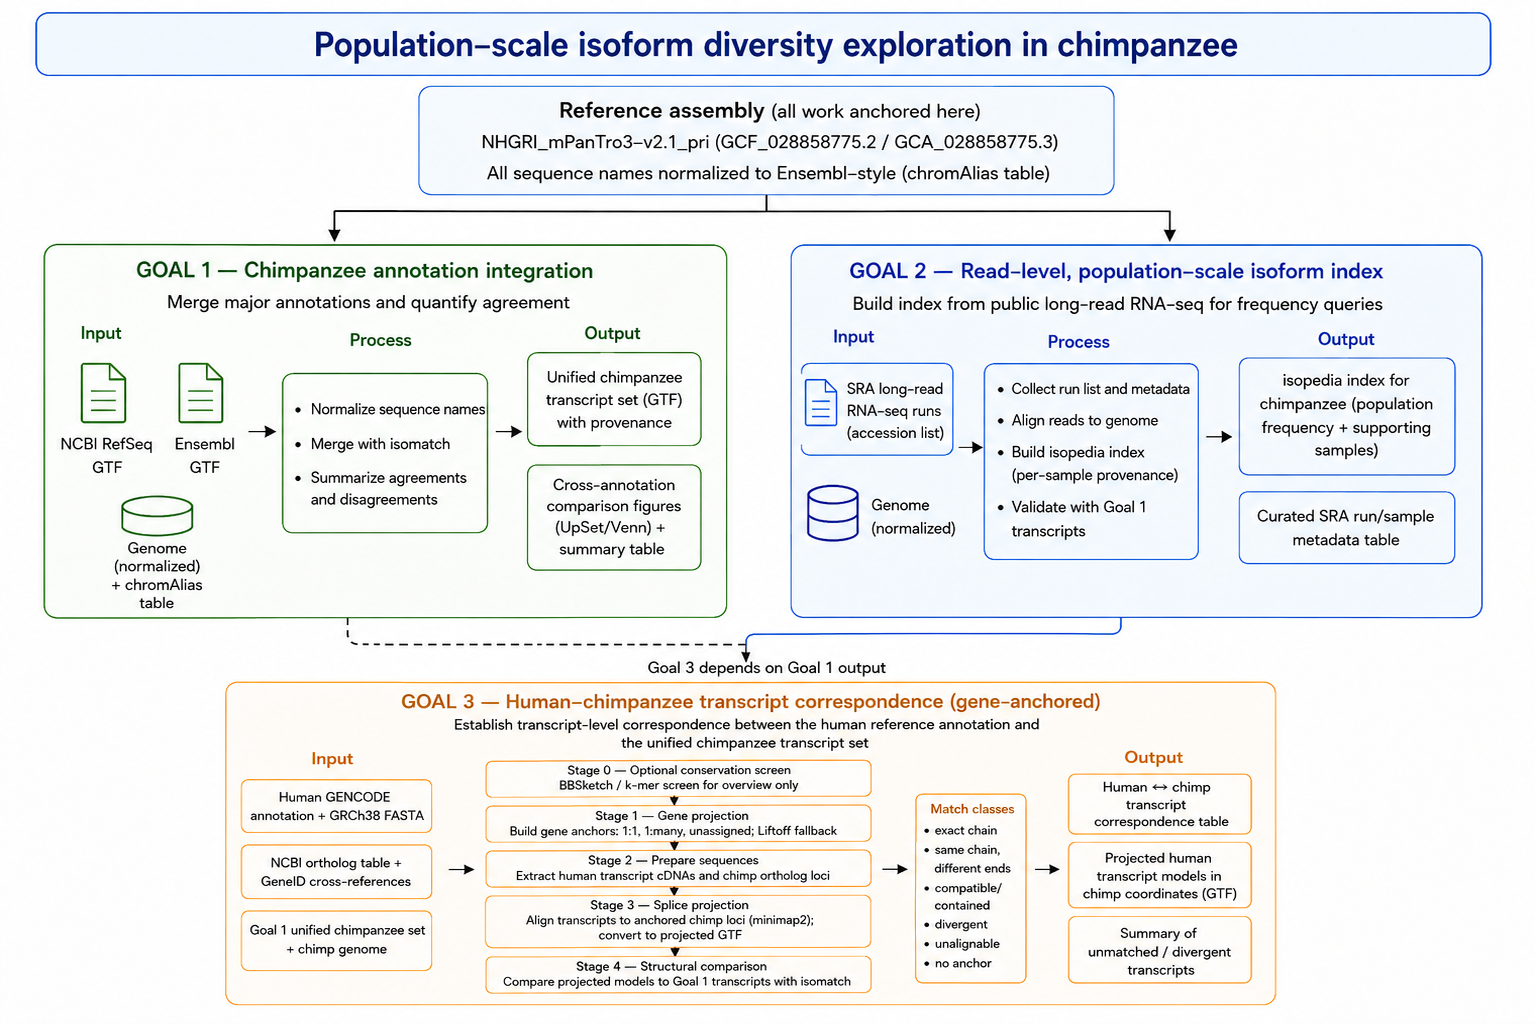 Population–scale isoform diversity exploration in chimpanzee
Reference assembly (all work anchored here)
NHGRI_mPanTro3–v2.1_pri (GCF_028858775.2 / GCA_028858775.3)
All sequence names normalized to Ensembl–style (chromAlias table)
GOAL 1 — Chimpanzee annotation integration
Merge major annotations and quantify agreement
Input
NCBI RefSeq
GTF
Ensembl
GTF
Genome
(normalized)
+ chromAlias
table
Process
• Normalize sequence names
• Merge with isomatch
• Summarize agreements
and disagreements
Output
Unified chimpanzee
transcript set (GTF)
with provenance
Cross–annotation
comparison figures
(UpSet/Venn) +
summary table
GOAL 2 — Read–level, population–scale isoform index
Build index from public long–read RNA–seq for frequency queries
Input
SRA long–read
RNA–seq runs
(accession list)
Genome
(normalized)
Process
• Collect run list and metadata
• Align reads to genome
• Build isopedia index
(per–sample provenance)
• Validate with Goal 1
transcripts
Output
isopedia index for
chimpanzee (population
frequency + supporting
samples)
Curated SRA run/sample
metadata table
Goal 3 depends on Goal 1 output
GOAL 3 — Human–chimpanzee transcript correspondence (gene–anchored)
Establish transcript–level correspondence between the human reference annotation and
the unified chimpanzee transcript set
Input
Human GENCODE
annotation + GRCh38 FASTA
NCBI ortholog table +
GeneID cross–references
Goal 1 unified chimpanzee set
+ chimp genome
Stage 0 — Optional conservation screen
BBSketch / k–mer screen for overview only
Stage 1 — Gene projection
Build gene anchors: 1:1, 1:many, unassigned; Liftoff fallback
Stage 2 — Prepare sequences
Extract human transcript cDNAs and chimp ortholog loci
Stage 3 — Splice projection
Align transcripts to anchored chimp loci (minimap2);
convert to projected GTF
Stage 4 — Structural comparison
Compare projected models to Goal 1 transcripts with isomatch
Match classes
• exact chain
• same chain,
different ends
• compatible/
contained
• divergent
• unalignable
• no anchor
Output
Human ↔ chimp
transcript
correspondence table
Projected human
transcript models in
chimp coordinates (GTF)
Summary of
unmatched / divergent
transcripts